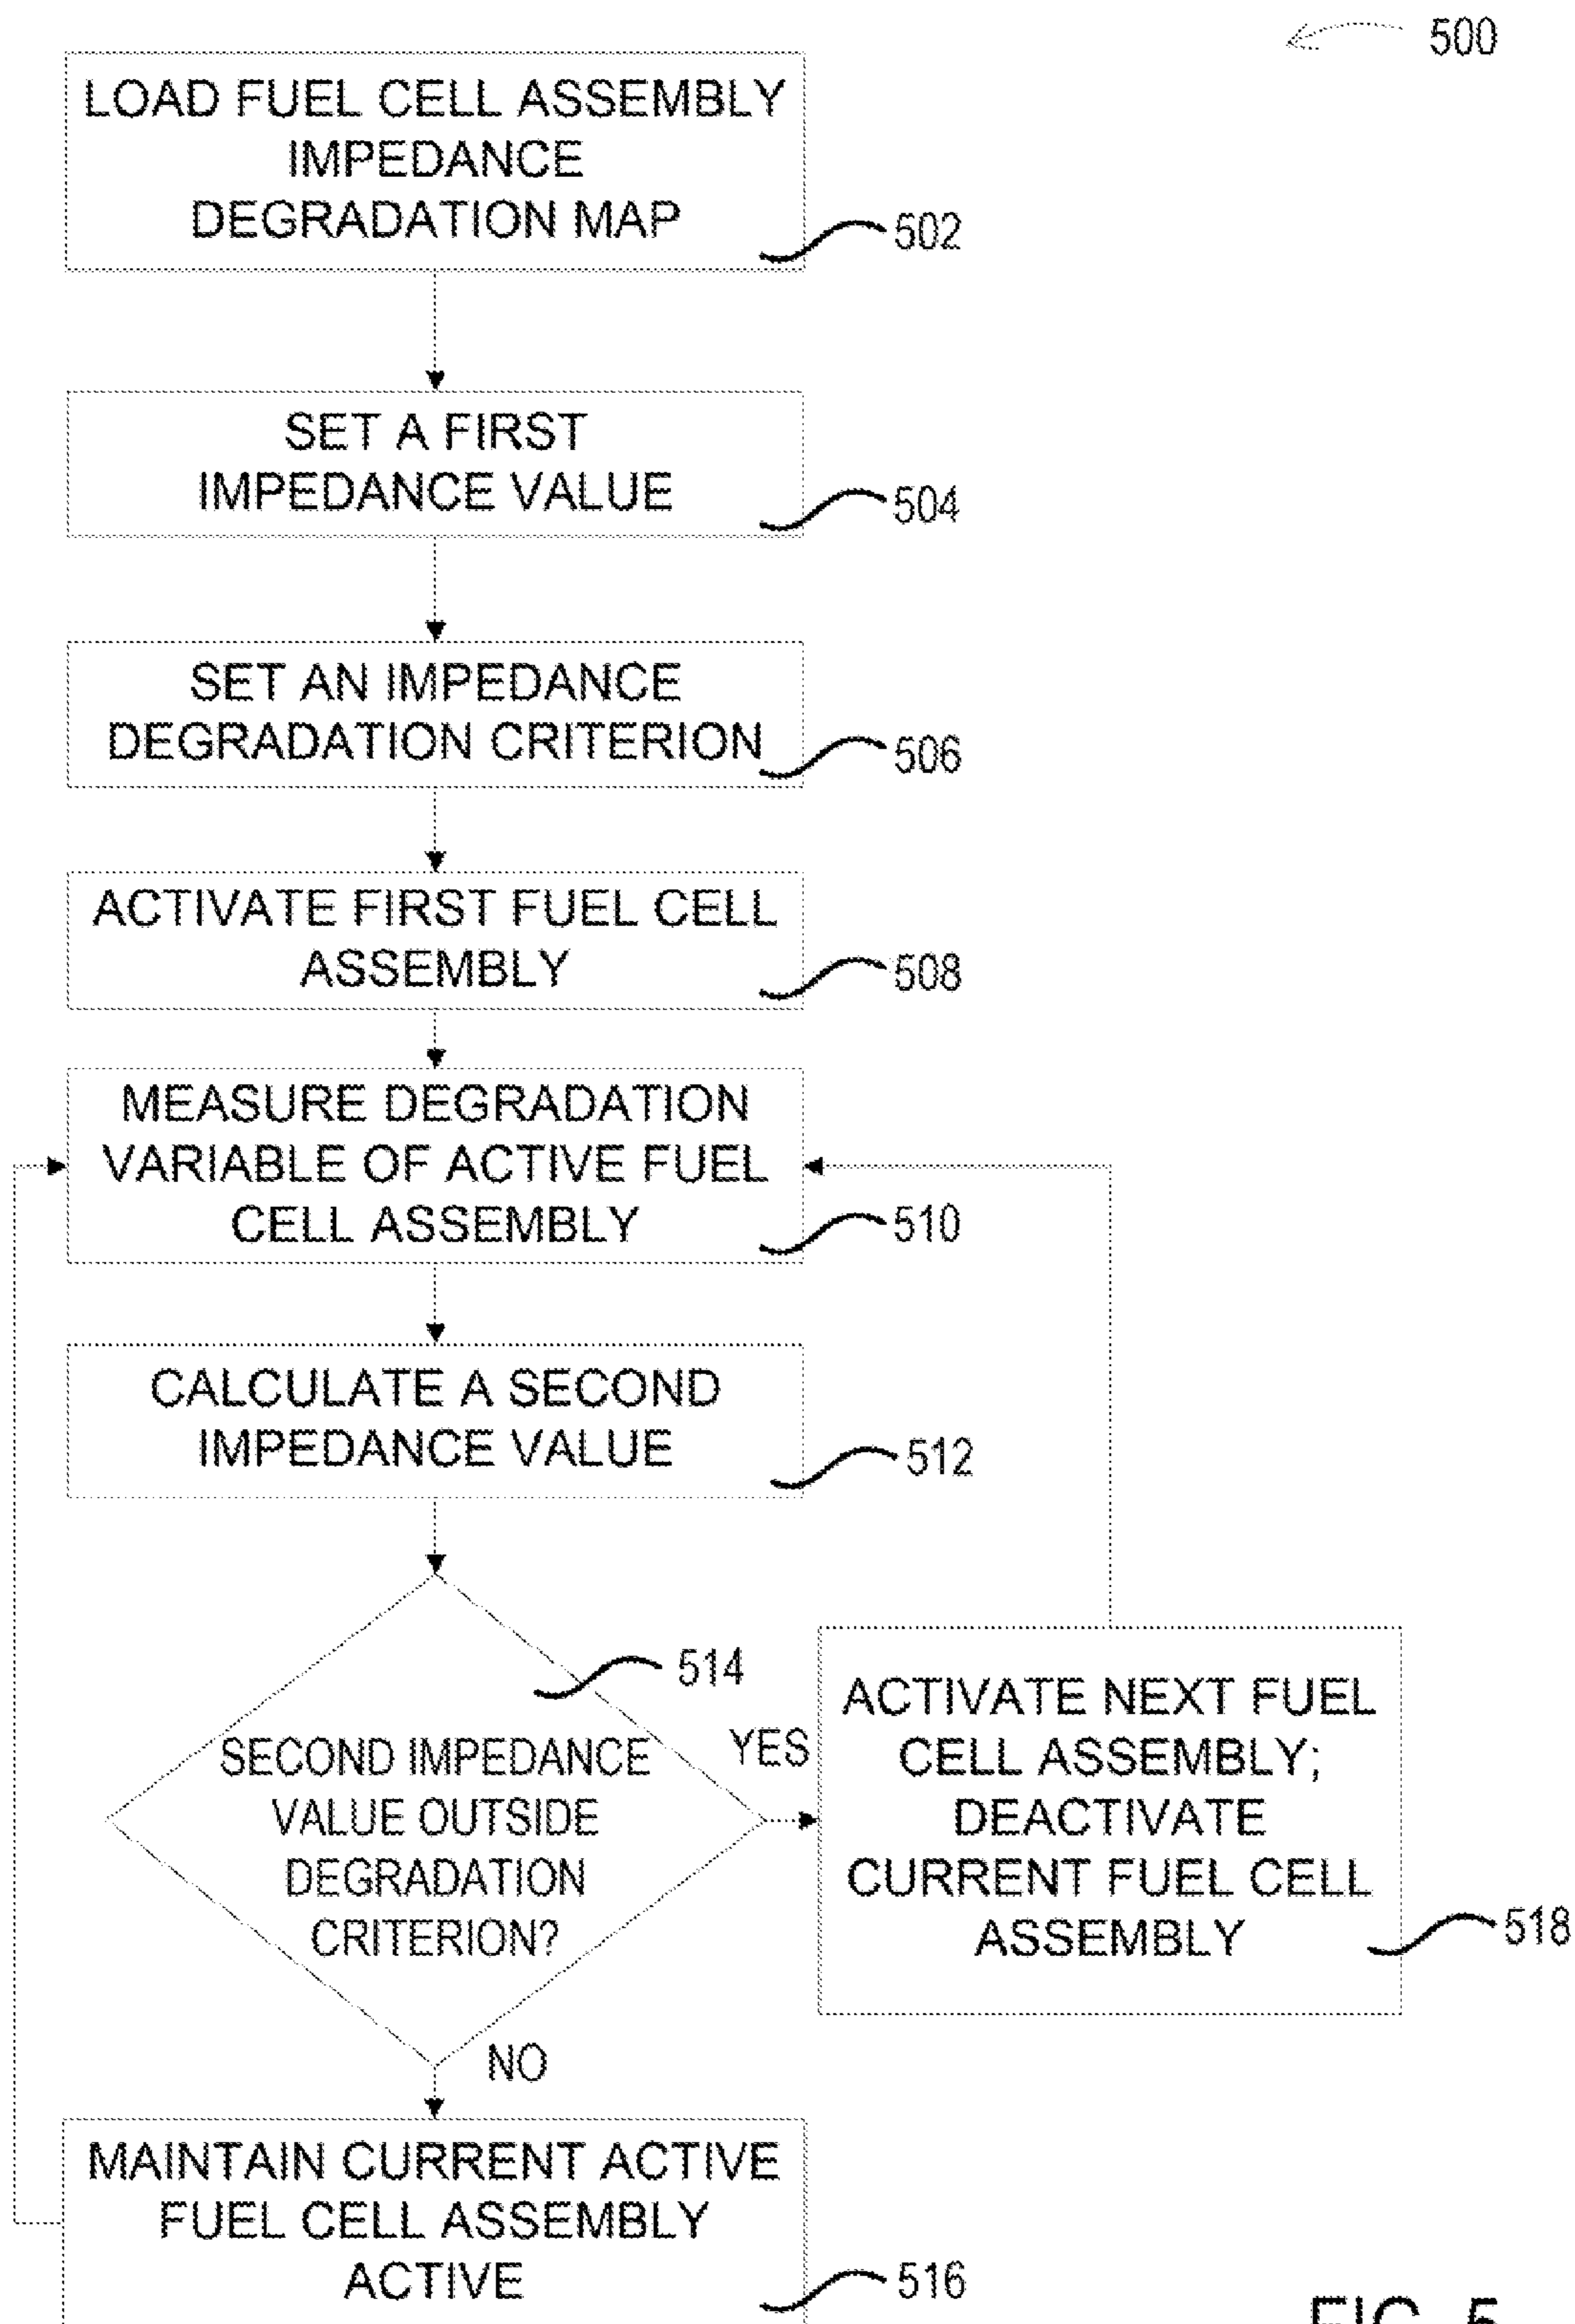 500
LOAD FUEL CELL ASSEMBLY
IMPEDANCE
DEGRADATION MAP
502
SET A FIRST
IMPEDANCE VALUE
504
SET AN IMPEDANCE
DEGRADATION CRITERION
506
ACTIVATE FIRST FUEL CELL
ASSEMBLY
508
MEASURE DEGRADATION
VARIABLE OF ACTIVE FUEL
CELL ASSEMBLY
510
CALCULATE A SECOND
IMPEDANCE VALUE
512
514
SECOND IMPEDANCE
VALUE OUTSIDE
DEGRADATION
CRITERION?
YES
ACTIVATE NEXT FUEL
CELL ASSEMBLY;
DEACTIVATE
CURRENT FUEL CELL
ASSEMBLY
518
NO
MAINTAIN CURRENT ACTIVE
FUEL CELL ASSEMBLY
ACTIVE
516
FIG. 5